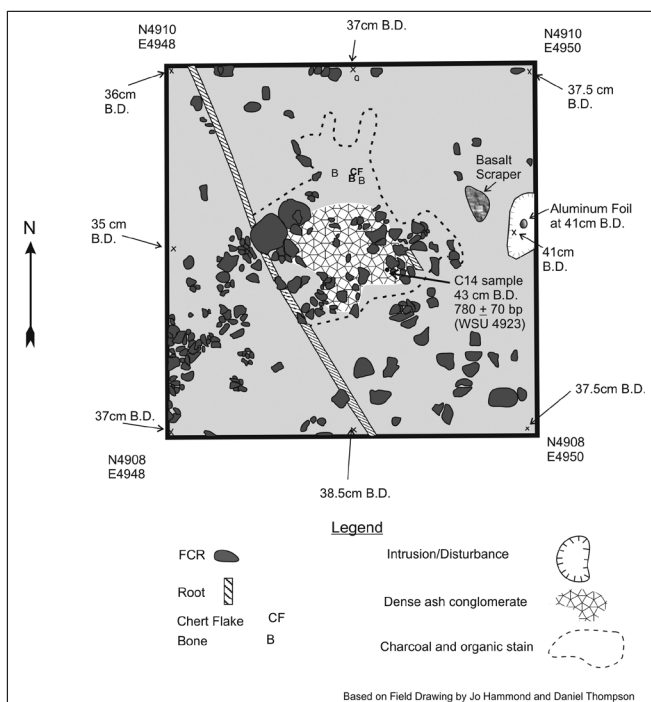 37cm B.D.
N4910
E4948
N4910
E4950
36cm
B.D.
37.5 cm
B.D.
B
CF
B
B
Basalt
Scraper
Aluminum Foil
at 41cm B.D.
N
35 cm
B.D.
41cm
B.D.
C14 sample
43 cm B.D.
780 ± 70 bp
(WSU 4923)
37.5cm B.D.
37cm B.D.
N4908
E4948
N4908
E4950
38.5cm B.D.
Legend
FCR
Intrusion/Disturbance
Root
Dense ash conglomerate
Chert Flake CF
Bone B
Charcoal and organic stain
Based on Field Drawing by Jo Hammond and Daniel Thompson